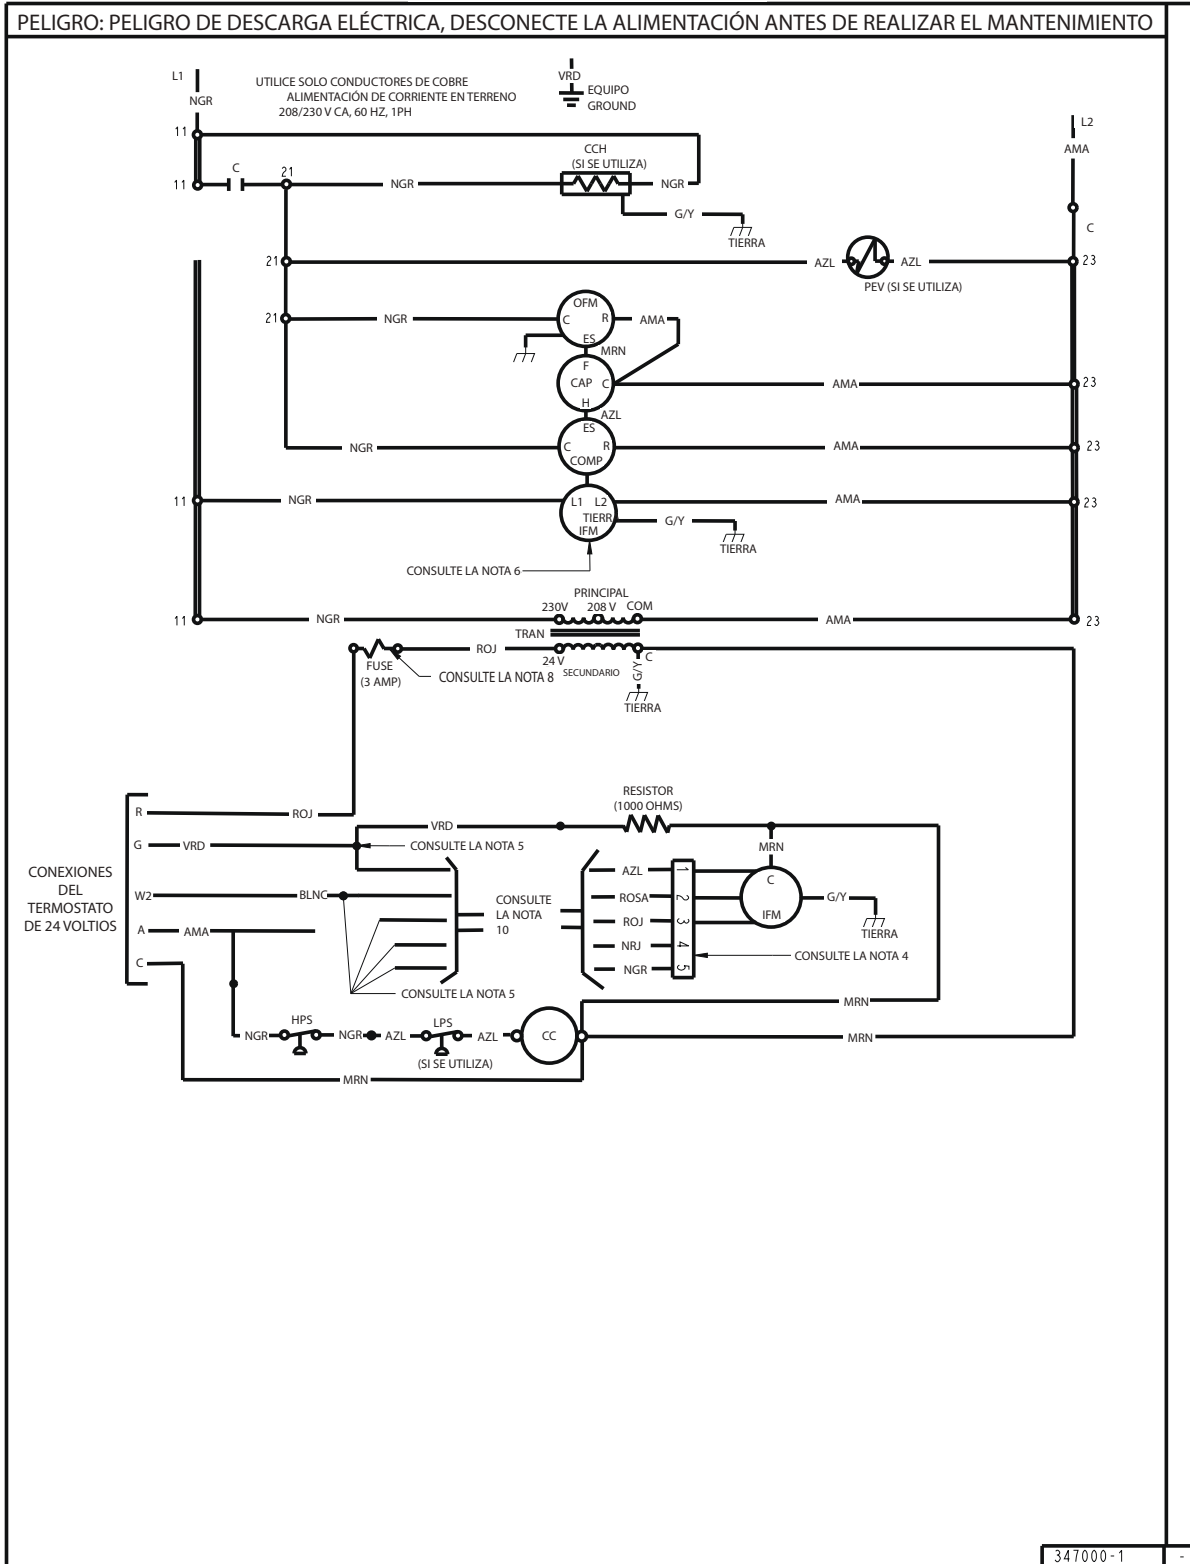 PELIGRO: PELIGRO DE DESCARGA ELÉCTRICA, DESCONECTE LA ALIMENTACIÓN ANTES DE REALIZAR EL MANTENIMIENTO
L1
NGR
UTILICE SOLO CONDUCTORES DE COBRE
ALIMENTACIÓN DE CORRIENTE EN TERRENO
208/230 V CA, 60 HZ, 1PH
VRD
EQUIPO
GROUND
L2
AMA
11
CCH
(SI SE UTILIZA)
11
C
21
NGR
NGR
G/Y
TIERRA
C
21
AZL
AZL
23
PEV (SI SE UTILIZA)
21
NGR
OFM
C
R
ES
AMA
MRN
F
CAP
C
H
AMA
23
AZL
NGR
ES
C
R
COMP
AMA
23
11
NGR
L1
L2
TIERR
IFM
AMA
23
G/Y
TIERRA
CONSULTE LA NOTA 6
PRINCIPAL
230V
208 V
COM
11
NGR
AMA
23
TRAN
ROJ
24 V
SECUNDARIO
C
G/Y
TIERRA
FUSE
(3 AMP)
CONSULTE LA NOTA 8
RESISTOR
(1000 OHMS)
R
ROJ
VRD
G
VRD
CONSULTE LA NOTA 5
MRN
CONEXIONES
DEL
TERMOSTATO
DE 24 VOLTIOS
W2
BLNC
CONSULTE
LA NOTA
10
AZL
1
ROSA
2
ROJ
3
NRJ
4
NGR
5
C
IFM
G/Y
TIERRA
A
AMA
CONSULTE LA NOTA 4
C
CONSULTE LA NOTA 5
MRN
HPS
LPS
NGR
NGR
AZL
AZL
CC
MRN
(SI SE UTILIZA)
MRN
347000-1
-